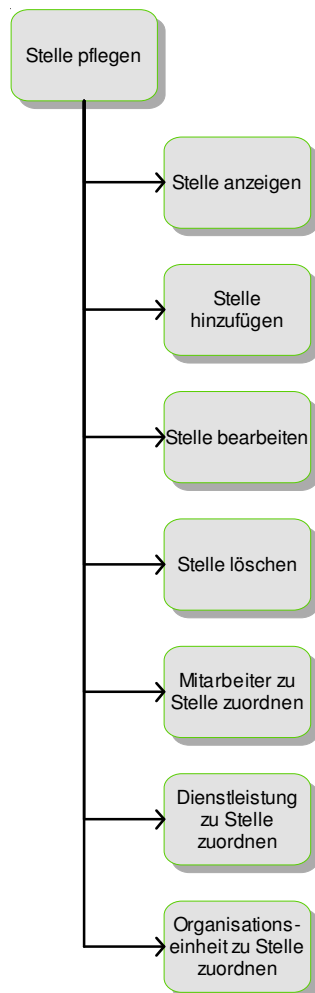 Stelle pflegen
Stelle anzeigen
Stelle
hinzufügen
Stelle bearbeiten
Stelle löschen
Mitarbeiter zu
Stelle zuordnen
Dienstleistung
zu Stelle
zuordnen
Organisations-
einheit zu Stelle
zuordnen